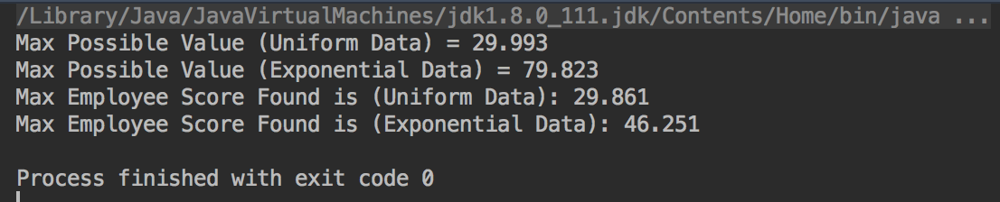 /Library/Java/JavaVirtualMachines/jdk1.8.0_111.jdk/Contents/Home/bin/java ...
Max Possible Value (Uniform Data) = 29.993
Max Possible Value (Exponential Data) = 79.823
Max Employee Score Found is (Uniform Data): 29.861
Max Employee Score Found is (Exponential Data): 46.251
Process finished with exit code 0